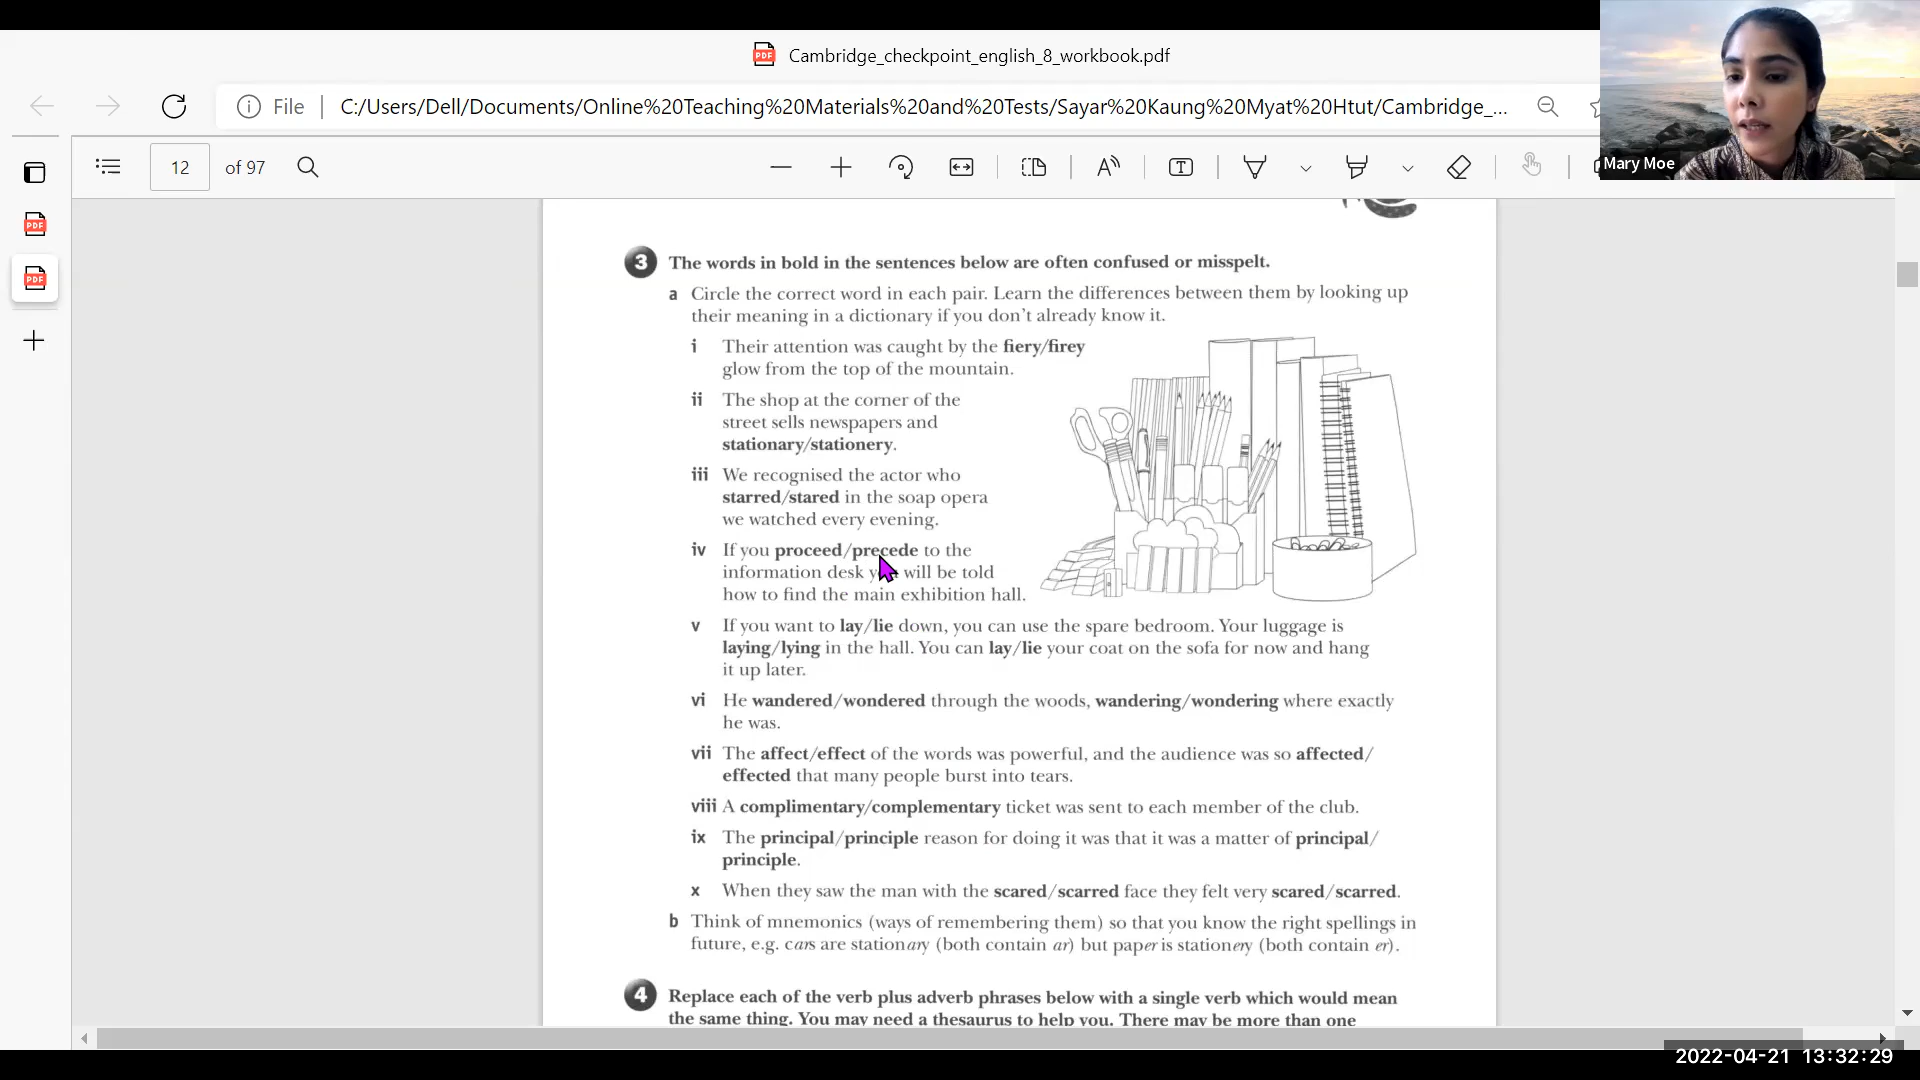 Cambridge_checkpoint_english_8_workbook.pdf
File
C:/Users/Dell/Documents/Online%20Teaching%20Materials%20and%20Tests/Sayar%20Kaung%20Myat%20Htut/Cambridge_...
Mary Moe
12 of 97
3 The words in bold in the sentences below are often confused or misspelt.
a Circle the correct word in each pair. Learn the differences between them by looking up
their meaning in a dictionary if you don't already know it.
i Their attention was caught by the fiery/firey
glow from the top of the mountain.
ii The shop at the corner of the
street sells newspapers and
stationary/stationery.
iii We recognised the actor who
starred/stared in the soap opera
we watched every evening.
iv If you proceed/precede to the
information desk will be told
how to find the main exhibition hall.
v If you want to lay/lie down, you can use the spare bedroom. Your luggage is
laying/lying in the hall. You can lay/lie your coat on the sofa for now and hang
it up later.
vi He wandered/wondered through the woods, wandering/wondering where exactly
he was.
vii The affect/effect of the words was powerful, and the audience was so affected/
effected that many people burst into tears.
viii A complimentary/complementary ticket was sent to each member of the club.
ix The principal/principle reason for doing it was that it was a matter of principal/
principle.
x When they saw the man with the scared/scarred face they felt very scared/scarred.
b Think of mnemonics (ways of remembering them) so that you know the right spellings in
future, e.g. cars are stationary (both contain ar) but paper is stationery (both contain er).
4 Replace each of the verb plus adverb phrases below with a single verb which would mean
the same thing. You may need a thesaurus to help you. There may be more than one
2022-04-21 13:32:29